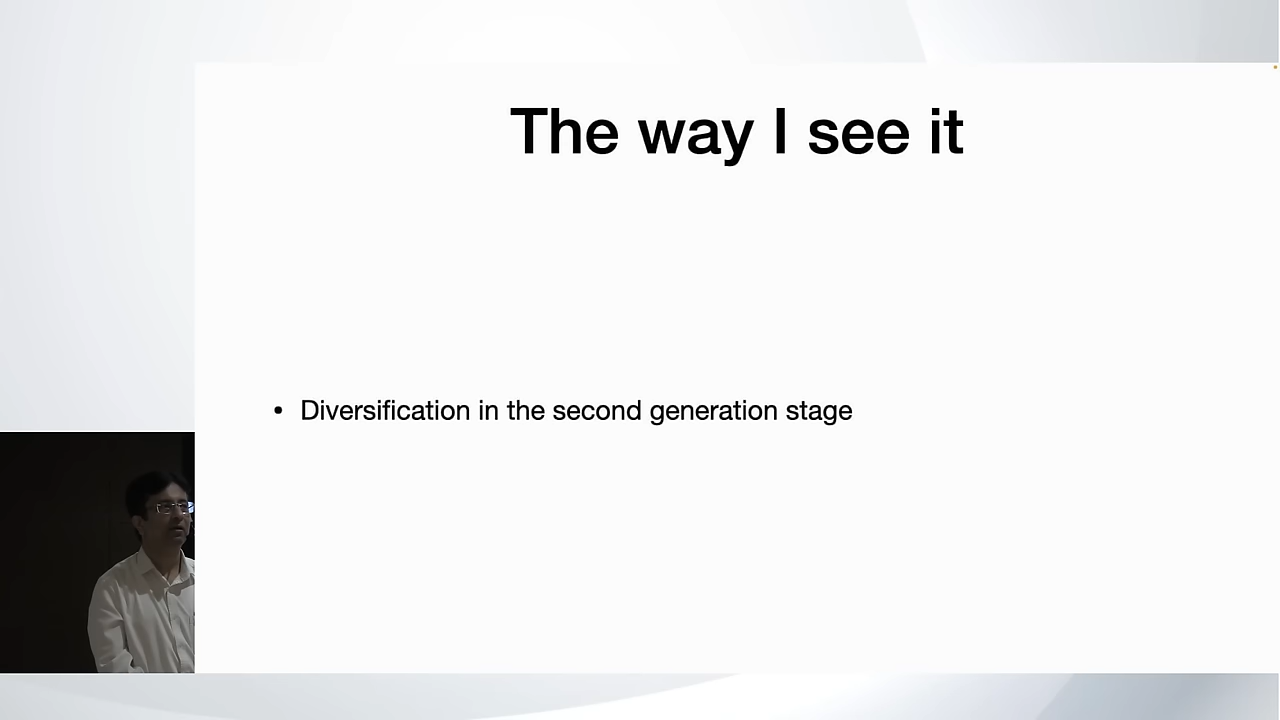 The way I see it
• Diversification in the second generation stage